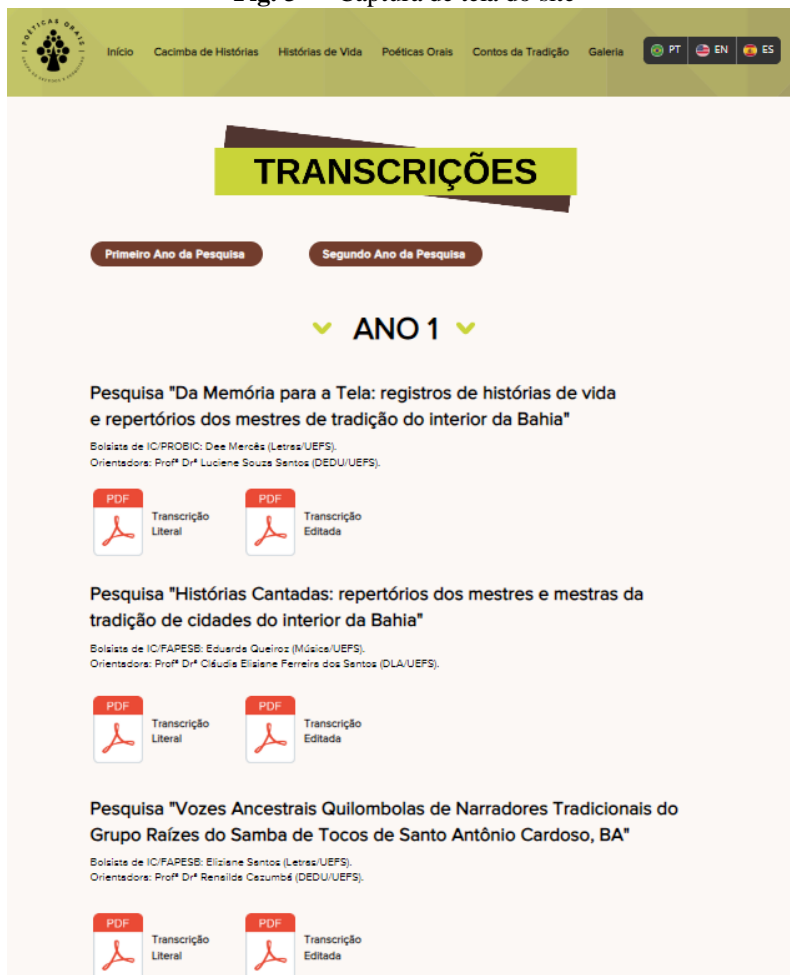 POÉTICAS ORAIS
Início Cacimba de Histórias Histórias de Vida Poéticas Orais Contos da Tradição Galeria PT EN ES
TRANSCRIÇÕES
Primeiro Ano da Pesquisa Segundo Ano da Pesquisa
ANO 1
Pesquisa "Da Memória para a Tela: registros de histórias de vida
e repertórios dos mestres de tradição do interior da Bahia"
Bolsista de IC/PROBIC: Dee Mercês (Letras/UEFS).
Orientadora: Profª Drª Luciene Souza Santos (DEDU/UEFS).
PDF PDF
Transcrição Transcrição
Literal Editada
Pesquisa "Histórias Cantadas: repertórios dos mestres e mestras da
tradição de cidades do interior da Bahia"
Bolsista de IC/FAPESB: Eduarda Queiroz (Música/UEFS).
Orientadora: Profª Drª Cláudia Elisiane Ferreira dos Santos (DLA/UEFS).
PDF PDF
Transcrição Transcrição
Literal Editada
Pesquisa "Vozes Ancestrais Quilombolas de Narradores Tradicionais do
Grupo Raízes do Samba de Tocos de Santo Antônio Cardoso, BA"
Bolsista de IC/FAPESB: Eliziane Santos (Letras/UEFS).
Orientadora: Profª Drª Renailda Cazumbá (DEDU/UEFS).
PDF PDF
Transcrição Transcrição
Literal Editada